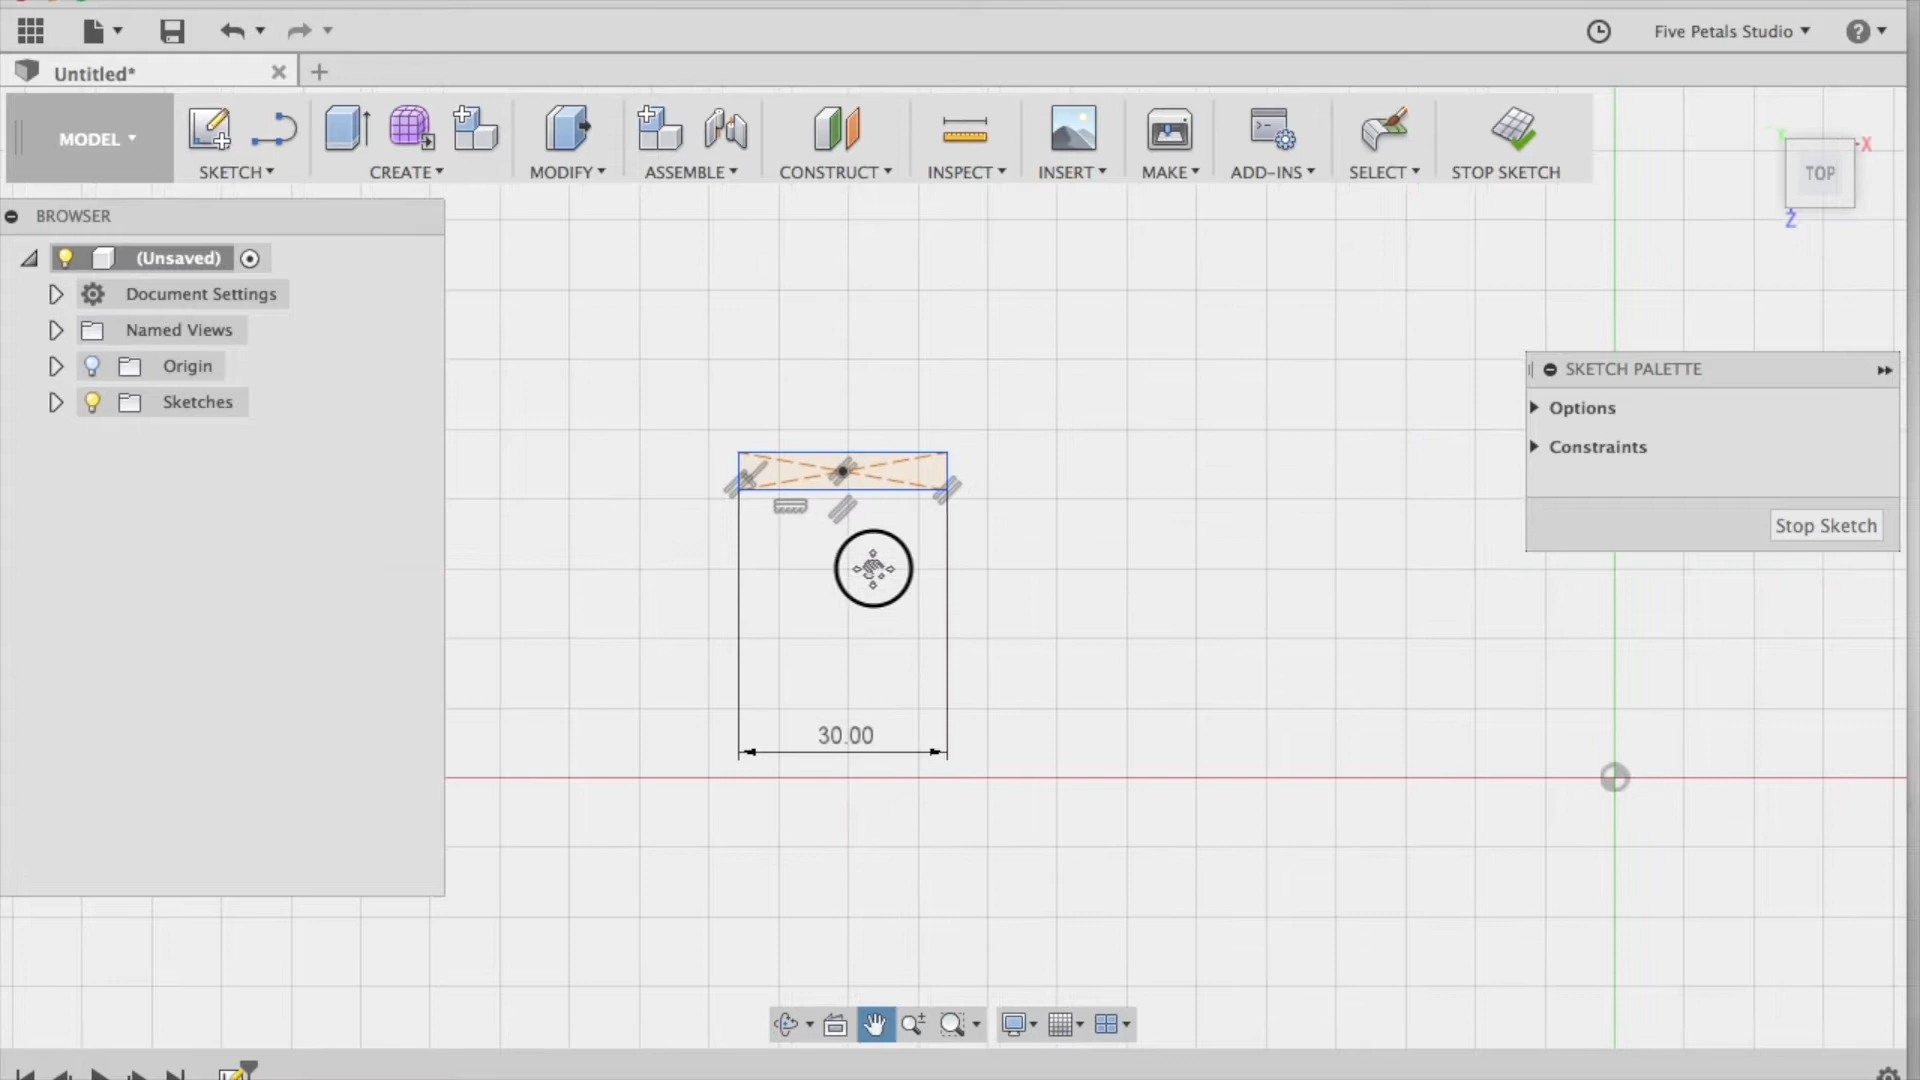 Five Petals Studio
?
Untitled*
MODEL
SKETCH
CREATE
MODIFY
ASSEMBLE
CONSTRUCT
INSPECT
INSERT
MAKE
ADD-INS
SELECT
STOP SKETCH
X
TOP
Z
BROWSER
(Unsaved)
Document Settings
Named Views
Origin
Sketches
SKETCH PALETTE
Options
Constraints
Stop Sketch
30.00